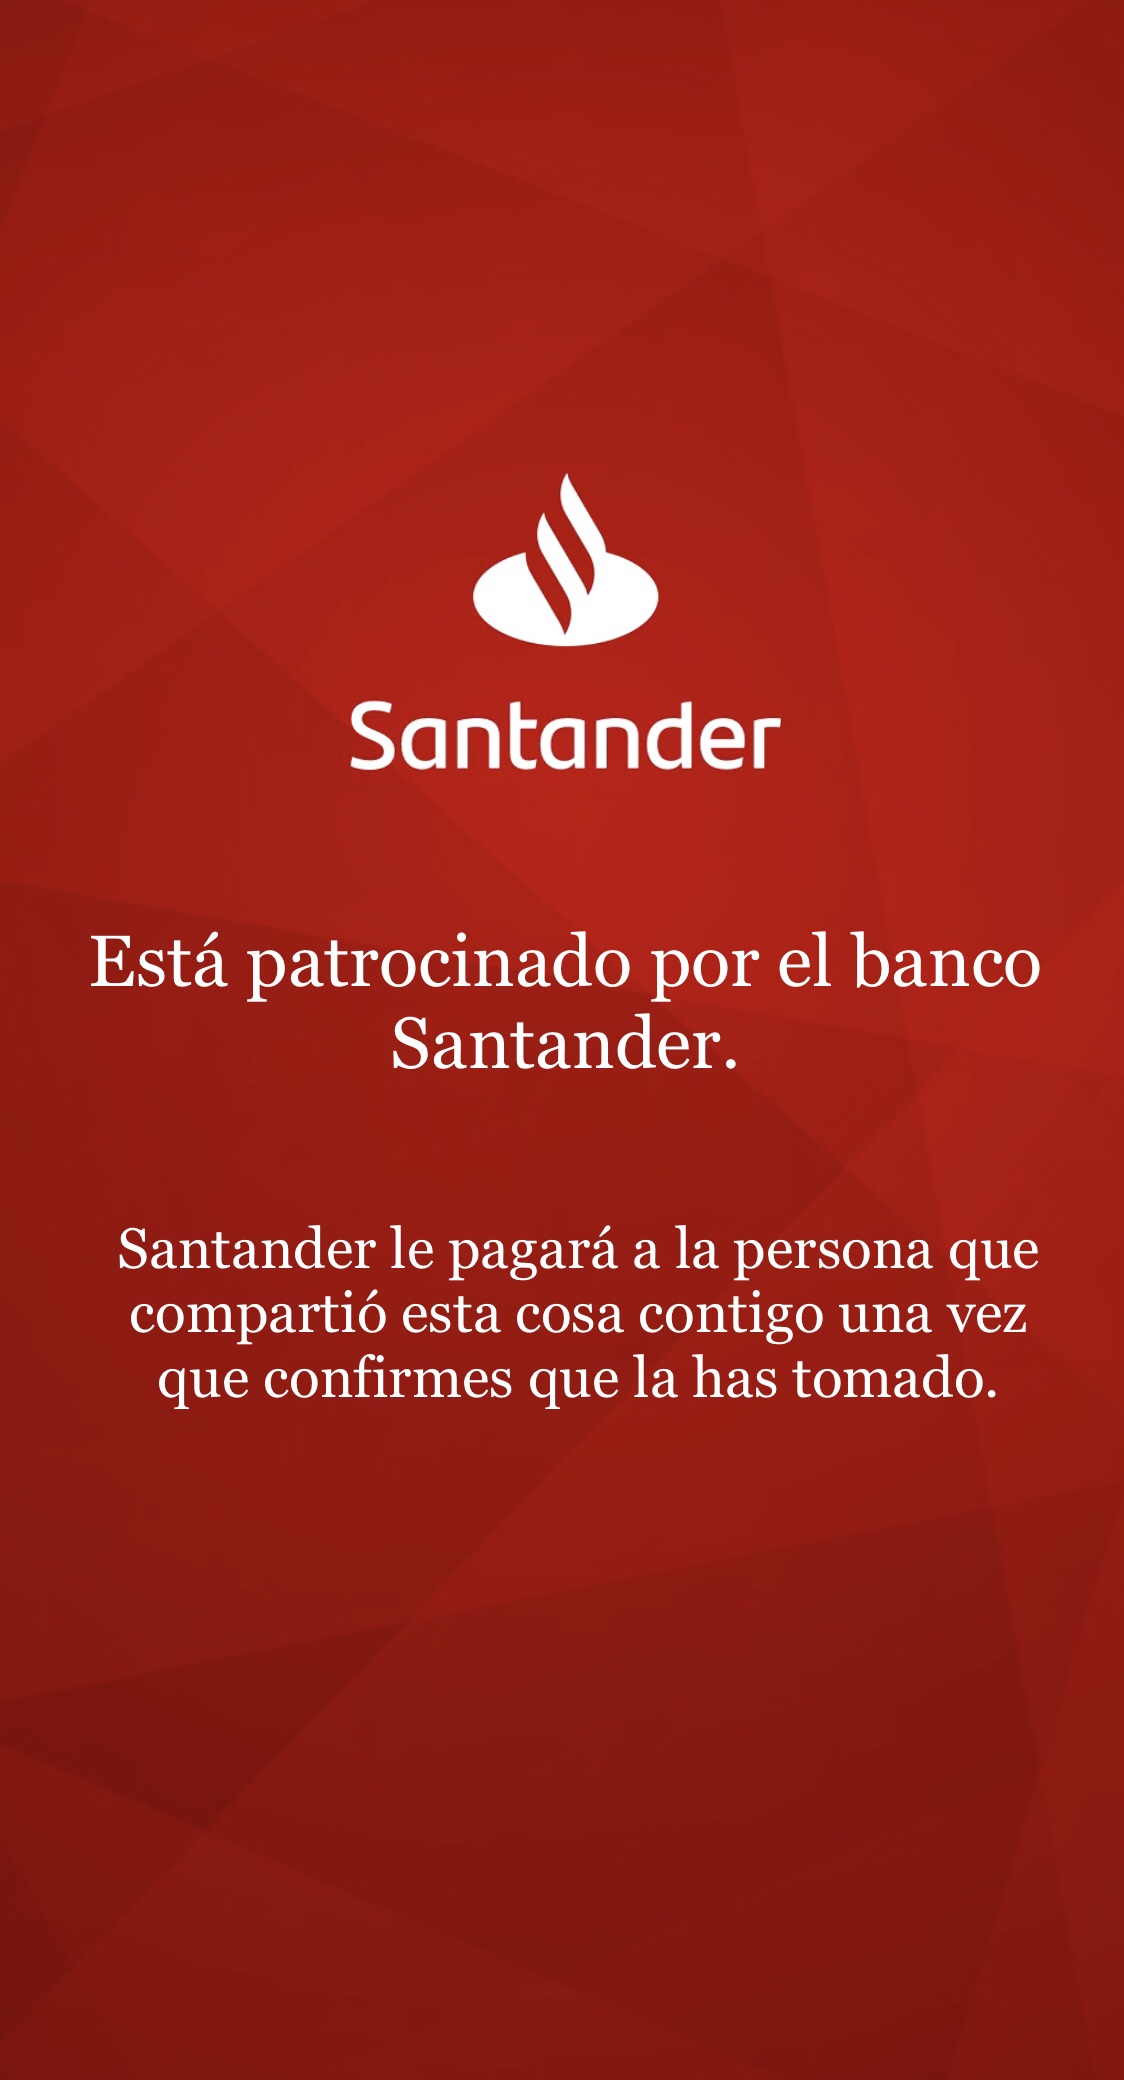 Santander
Está patrocinado por el banco
Santander.
Santander le pagará a la persona que
compartió esta cosa contigo una vez
que confirmes que la has tomado.